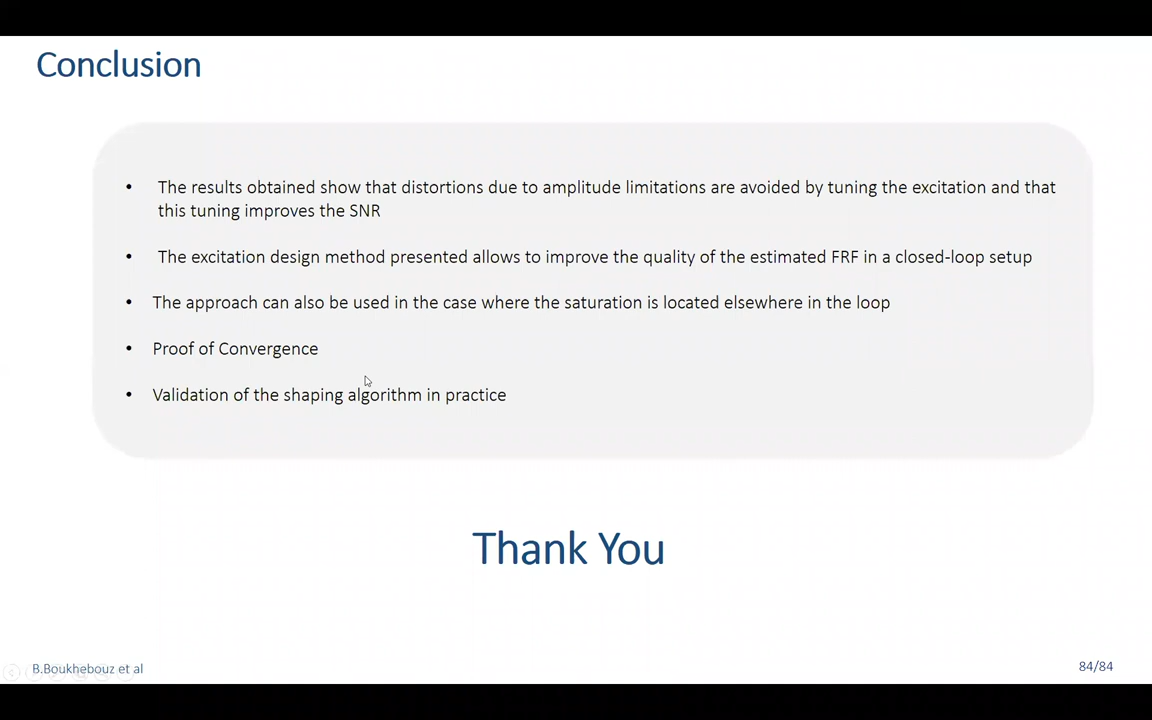 Conclusion
• The results obtained show that distortions due to amplitude limitations are avoided by tuning the excitation and that
this tuning improves the SNR
• The excitation design method presented allows to improve the quality of the estimated FRF in a closed-loop setup
• The approach can also be used in the case where the saturation is located elsewhere in the loop
• Proof of Convergence
• Validation of the shaping algorithm in practice
Thank You
B.Boukhebouz et al
84/84